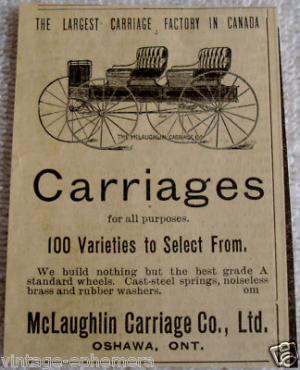 THE LARGEST CARRIAGE FACTORY IN CANADA
THE MCLAUGHLIN CARRIAGE CO.
Carriages
for all purposes.
100 Varieties to Select From.
We build nothing but the best grade A
standard wheels. Cast-steel springs, noiseless
brass and rubber washers. om
McLaughlin Carriage Co., Ltd.
OSHAWA, ONT.
vintage-ephemera